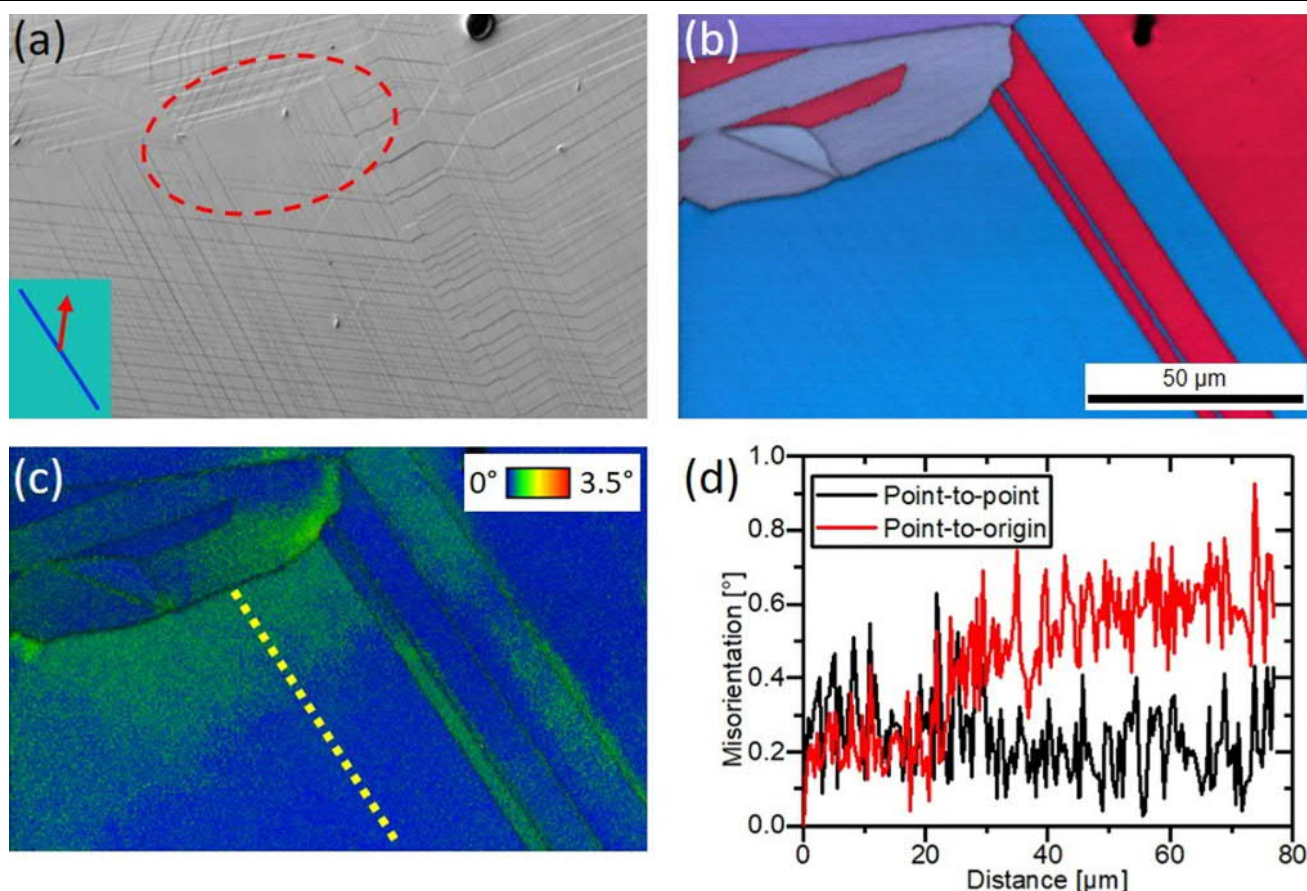 (a)
(b)
50 µm
(c)
0° 3.5°
(d)
1.0
0.8
0.6
0.4
0.2
0.0
Misorientation [°]
Point-to-point
Point-to-origin
0 20 40 60 80
Distance [µm]